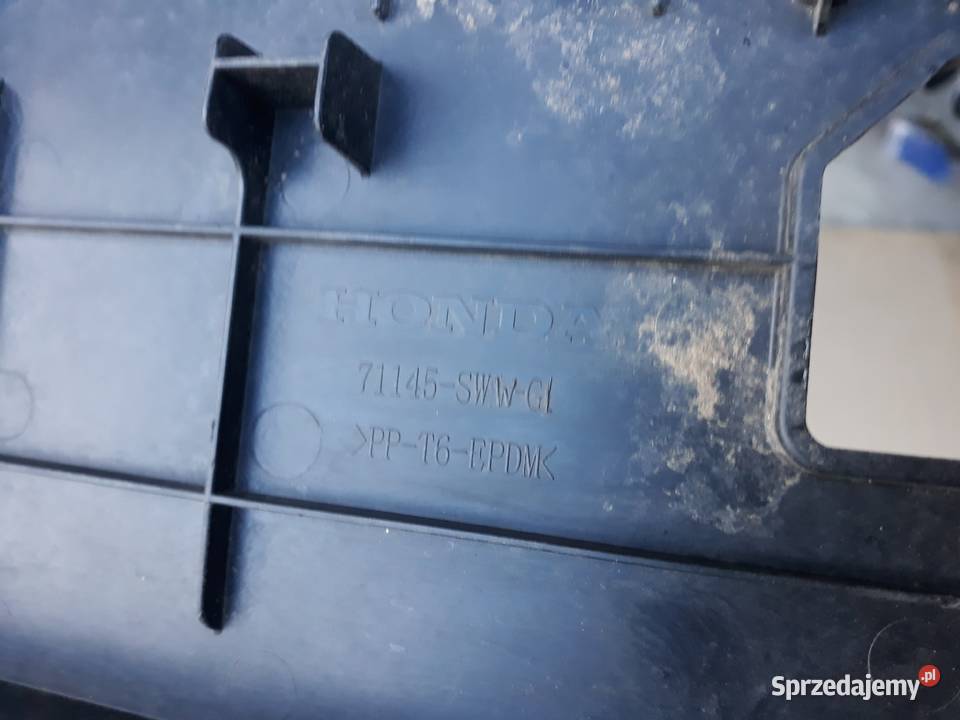 HONDA
71145-SWW-G1
>PP-T6-EPDM<
Sprzedajemy.pl